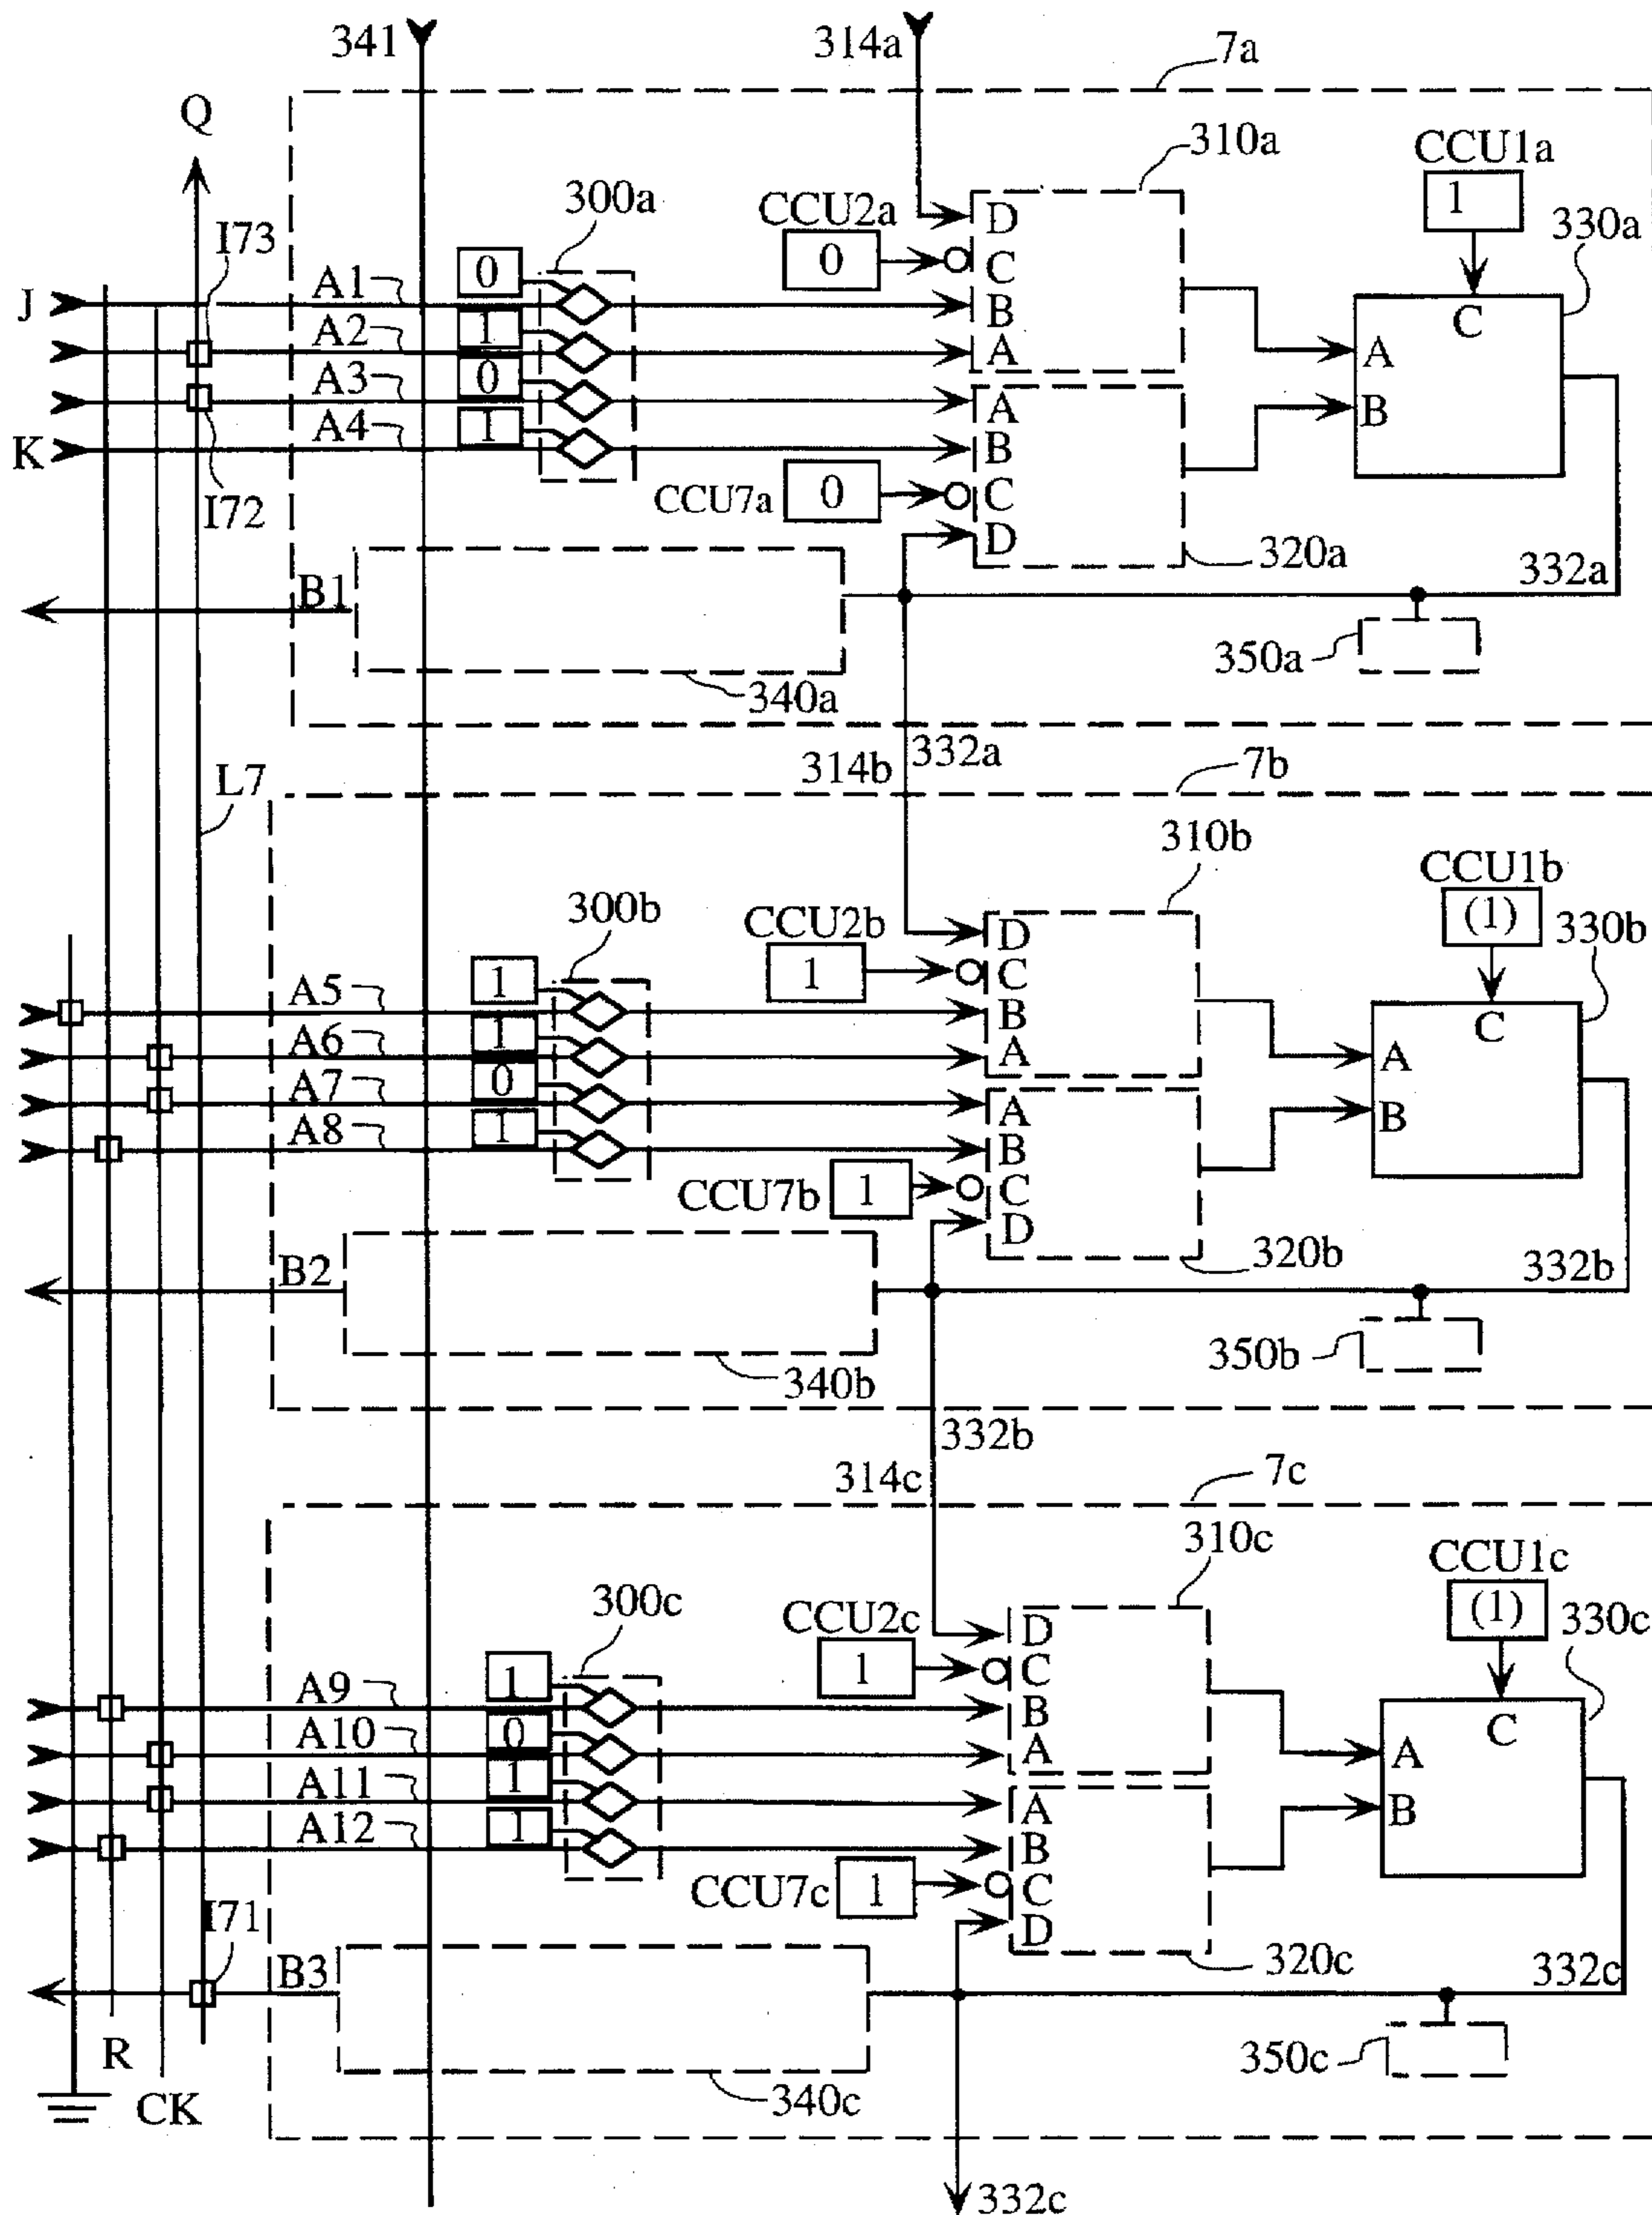 341
314a
7a
Q
310a
CCU1a
1
300a
CCU2a
0
D
C
B
A
330a
I73
J
A1
0
A2
1
A3
0
A4
1
K
I72
C
A
B
A
B
C
D
CCU7a
0
320a
332a
B1
340a
350a
332a
314b
7b
L7
310b
CCU1b
(1)
300b
CCU2b
1
D
C
B
A
330b
A5
1
A6
1
A7
0
A8
1
C
A
B
A
B
C
D
CCU7b
1
320b
332b
B2
340b
350b
332b
314c
7c
310c
CCU1c
(1)
300c
CCU2c
1
D
C
B
A
330c
A9
1
A10
0
A11
1
A12
1
C
A
B
A
B
C
D
CCU7c
1
I71
320c
332c
B3
R
350c
CK
340c
332c